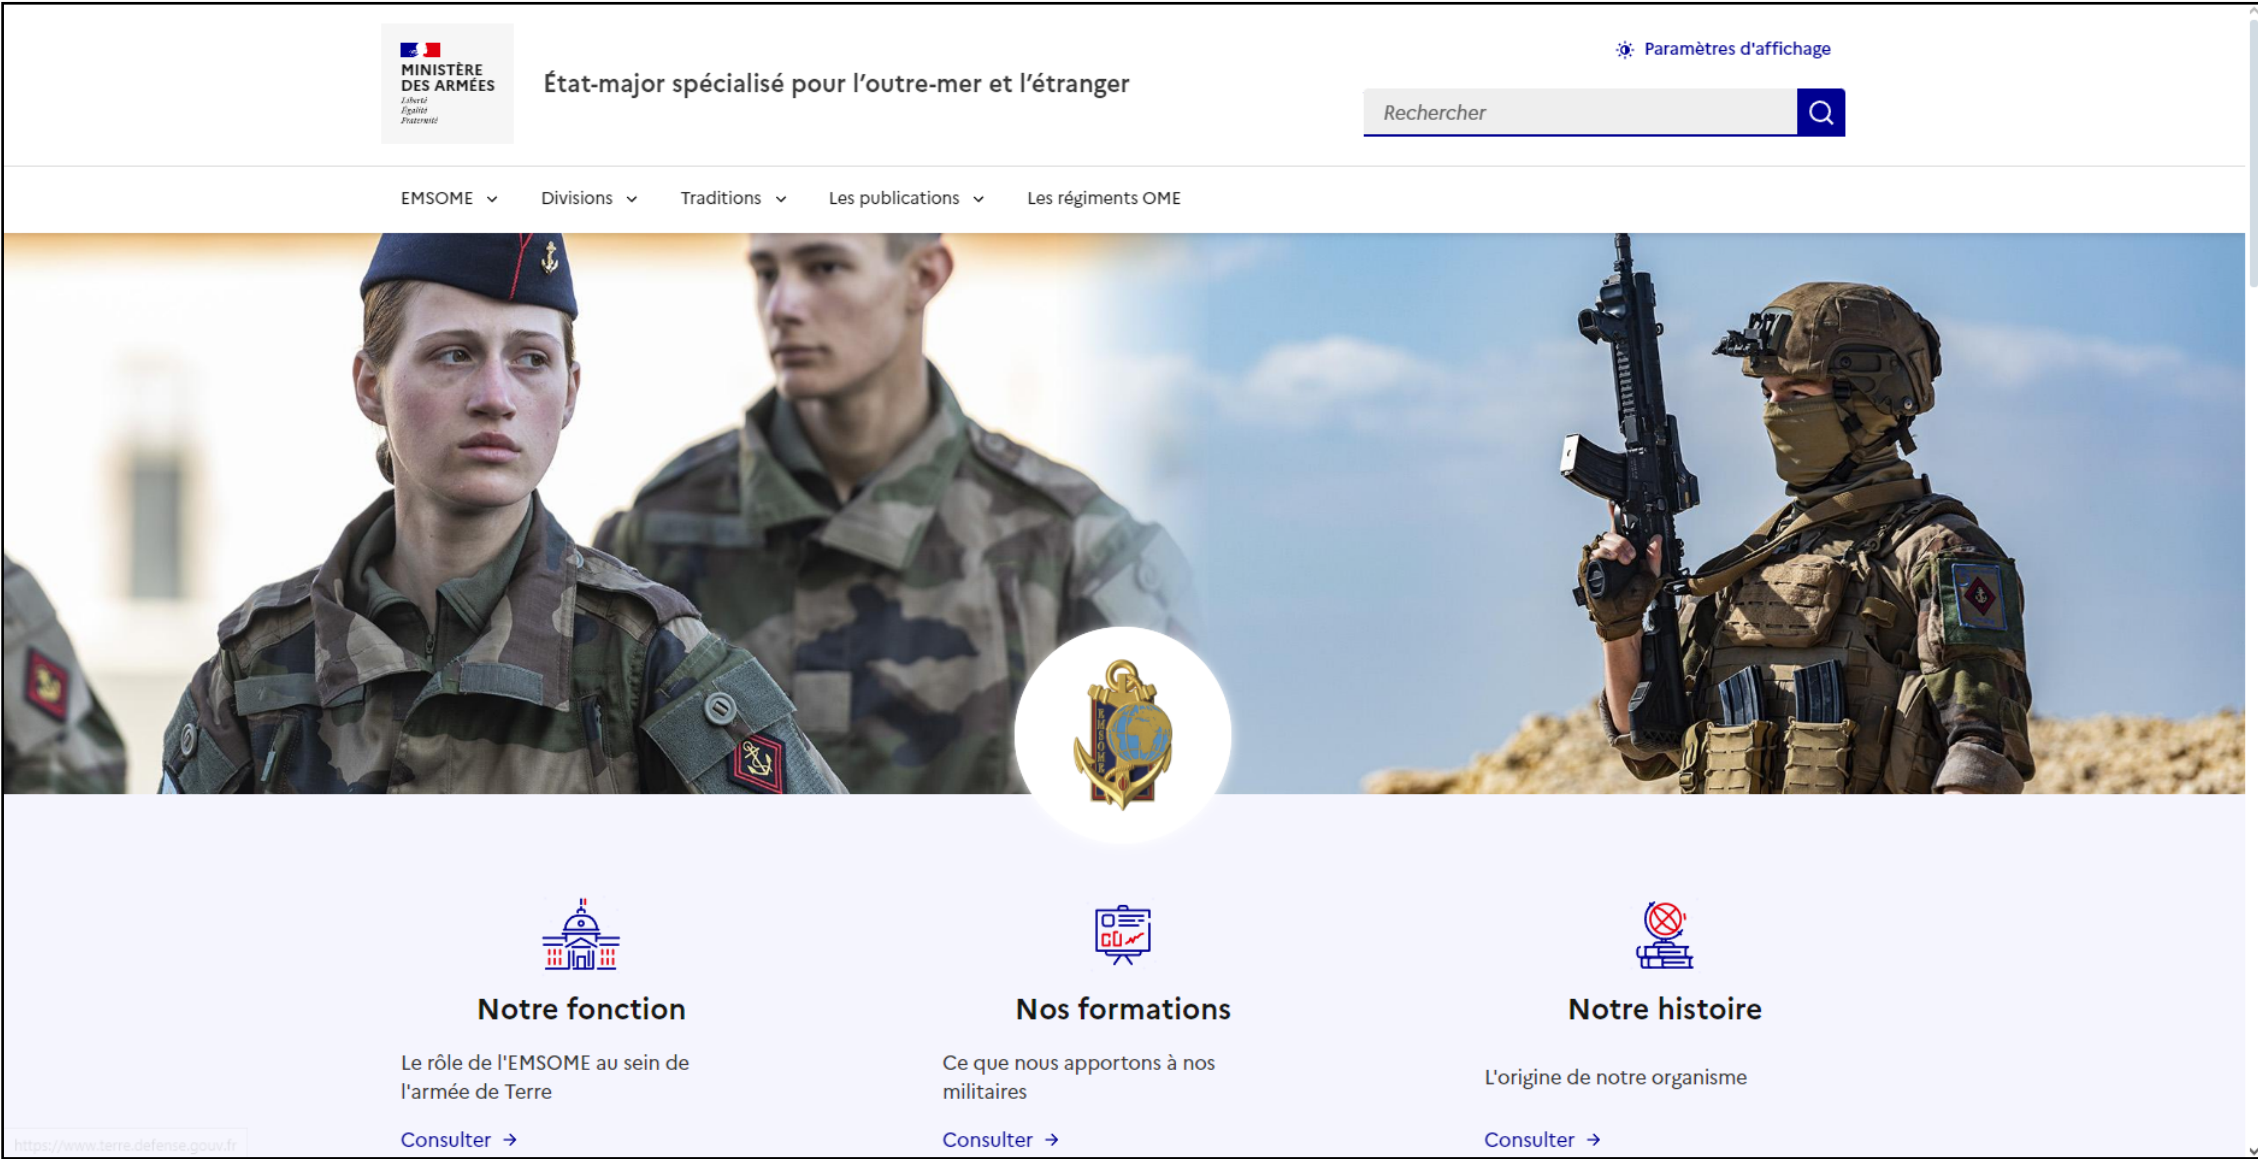 MINISTÈRE
DES ARMÉES
Liberté
Égalité
Fraternité
État-major spécialisé pour l'outre-mer et l'étranger
Paramètres d'affichage
Rechercher
EMSOME Divisions Traditions Les publications Les régiments OME
EMSOME
Notre fonction
Le rôle de l'EMSOME au sein de
l'armée de Terre
Consulter →
Nos formations
Ce que nous apportons à nos
militaires
Consulter →
Notre histoire
L'origine de notre organisme
Consulter →
https://www.terre.defense.gouv.fr